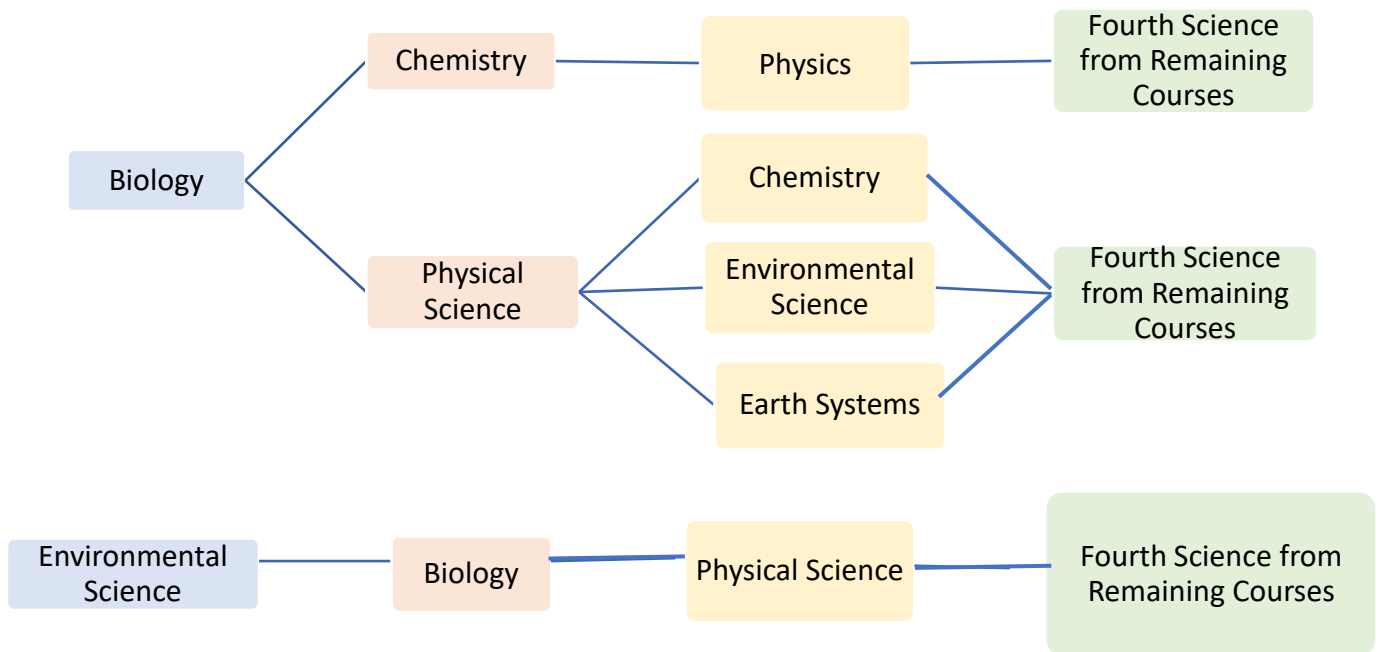 Biology
Chemistry
Physics
Fourth Science
from Remaining
Courses
Physical
Science
Chemistry
Environmental
Science
Earth Systems
Fourth Science
from Remaining
Courses
Environmental
Science
Biology
Physical Science
Fourth Science from
Remaining Courses